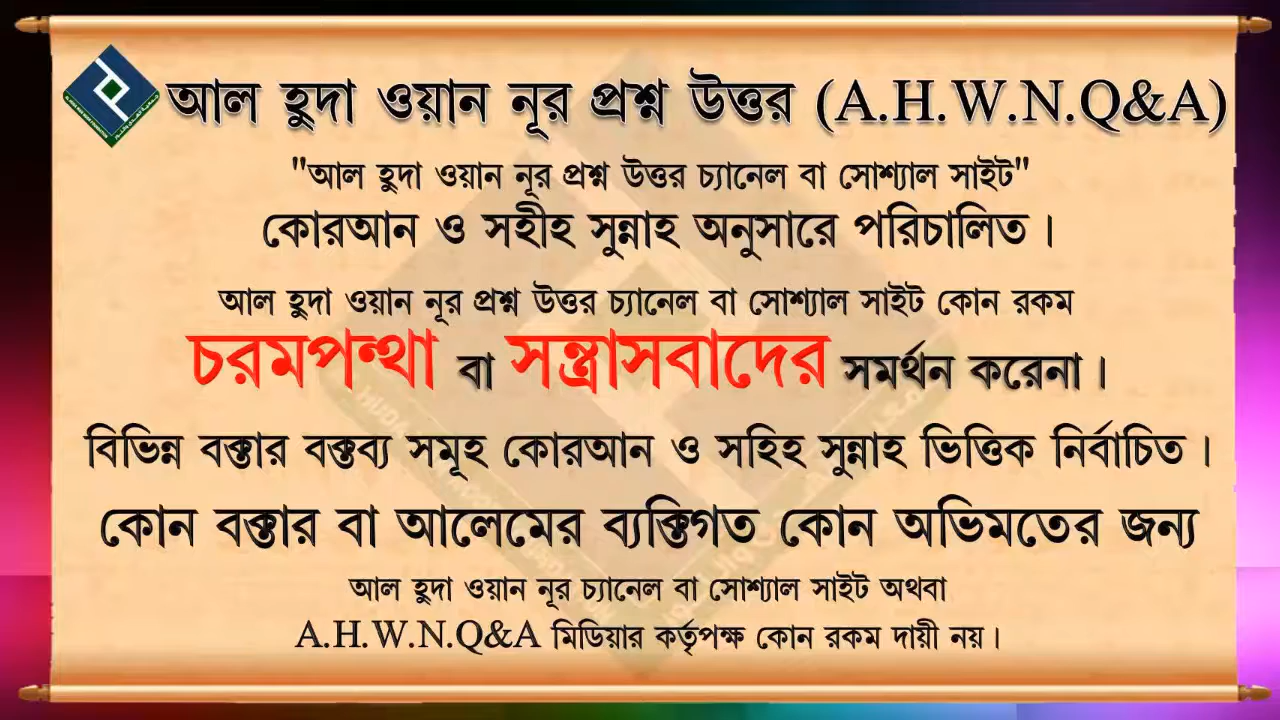 আল হুদা ওয়ান নূর প্রশ্ন উত্তর (A.H.W.N.Q&A)
"আল হুদা ওয়ান নূর প্রশ্ন উত্তর চ্যানেল বা সোশ্যাল সাইট"
কোরআন ও সহীহ সুন্নাহ অনুসারে পরিচালিত।
আল হুদা ওয়ান নূর প্রশ্ন উত্তর চ্যানেল বা সোশ্যাল সাইট কোন রকম
চরমপন্থা বা সন্ত্রাসবাদের সমর্থন করেনা।
বিভিন্ন বক্তার বক্তব্য সমূহ কোরআন ও সহিহ সুন্নাহ ভিত্তিক নির্বাচিত।
কোন বক্তার বা আলেমের ব্যক্তিগত কোন অভিমতের জন্য
আল হুদা ওয়ান নূর চ্যানেল বা সোশ্যাল সাইট অথবা
A.H.W.N.Q&A মিডিয়ার কর্তৃপক্ষ কোন রকম দায়ী নয়।